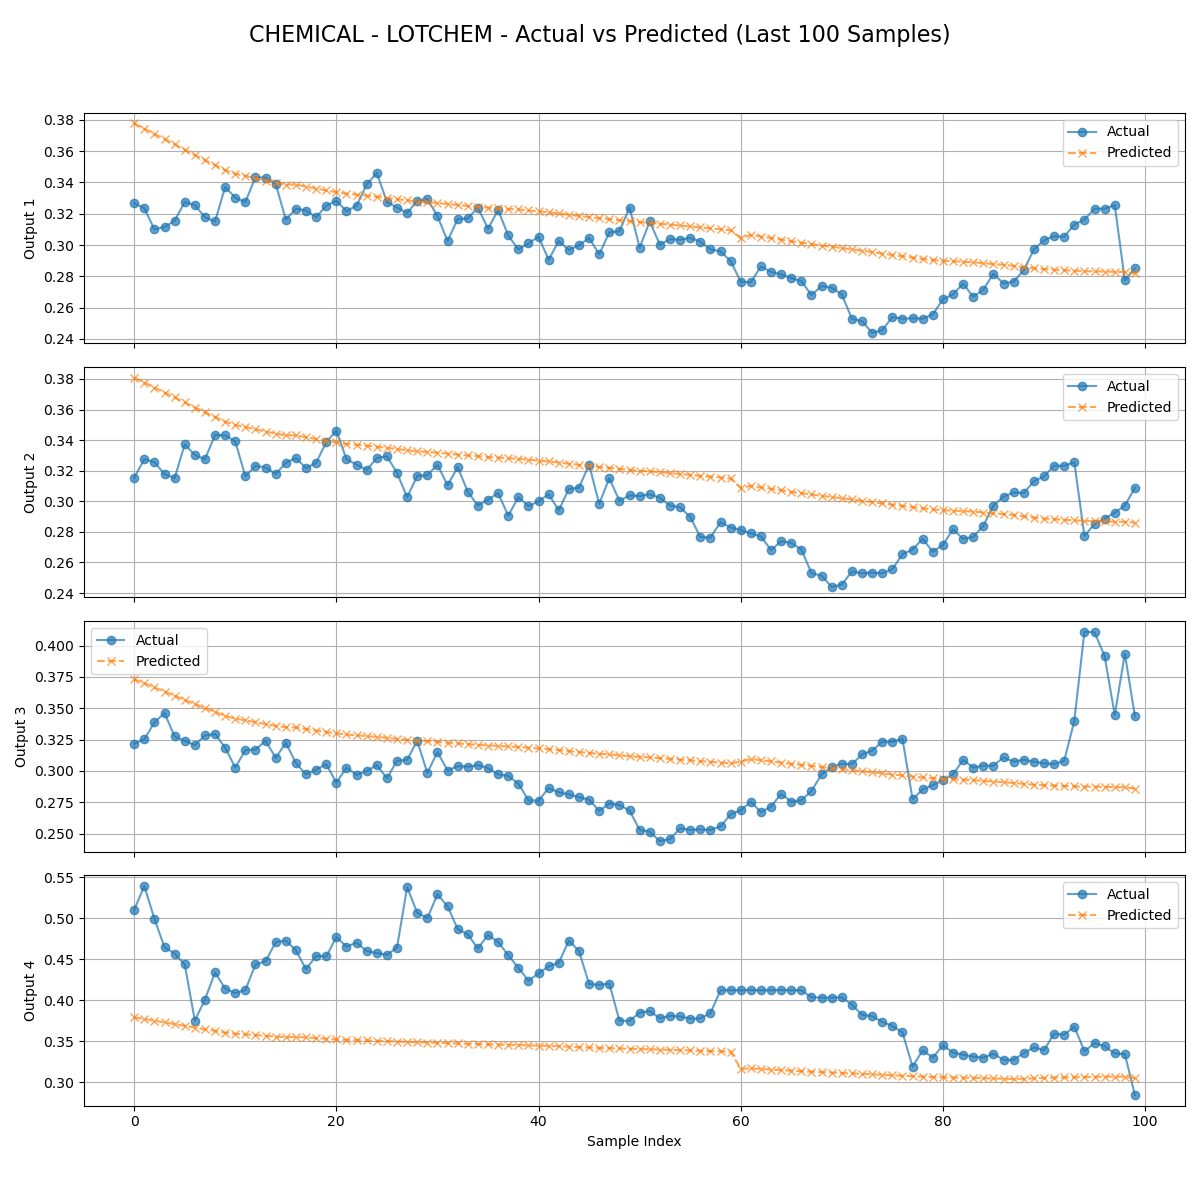 CHEMICAL - LOTCHEM - Actual vs Predicted (Last 100 Samples)
0.38
0.36
0.34
0.32
0.30
0.28
0.26
0.24
Output 1
Actual
Predicted
0.38
0.36
0.34
0.32
0.30
0.28
0.26
0.24
Output 2
Actual
Predicted
0.400
0.375
0.350
0.325
0.300
0.275
0.250
Output 3
Actual
Predicted
0.55
0.50
0.45
0.40
0.35
0.30
Output 4
Actual
Predicted
0 20 40 60 80 100
Sample Index